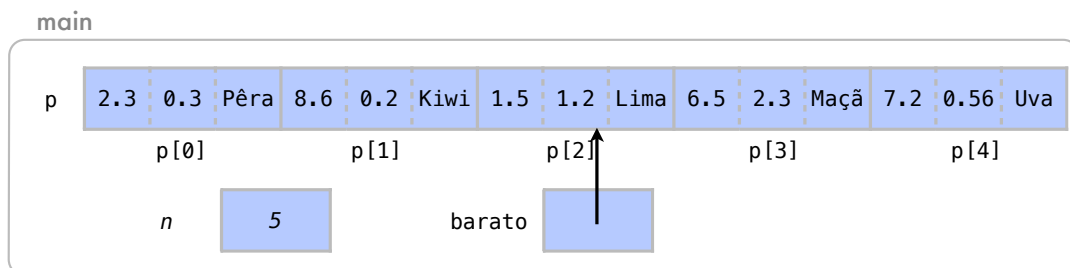 main
p 2.3 0.3 Pêra 8.6 0.2 Kiwi 1.5 1.2 Lima 6.5 2.3 Maçã 7.2 0.56 Uva
p[0] p[1] p[2] p[3] p[4]
n 5 barato